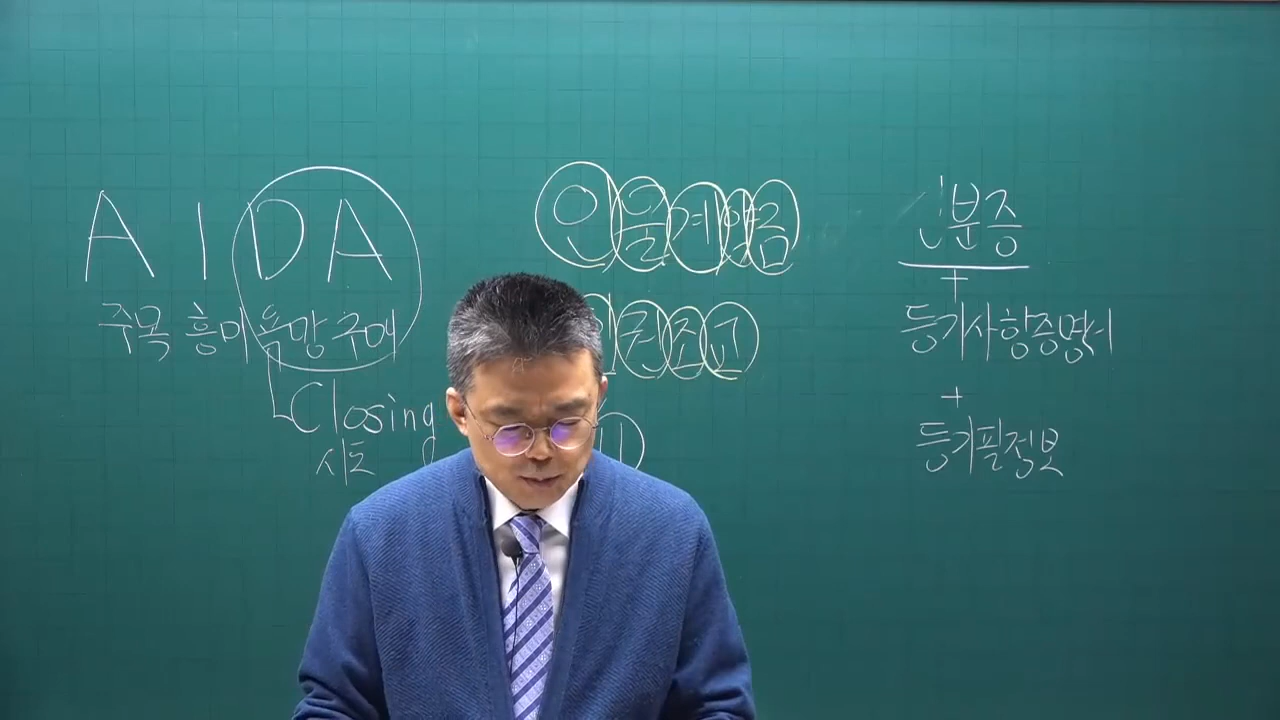 AIDA
주목 흥미 욕망 구매
Closing
시도
인물계약금
권조고
신분증
+
등기사항증명서
+
등기필정보